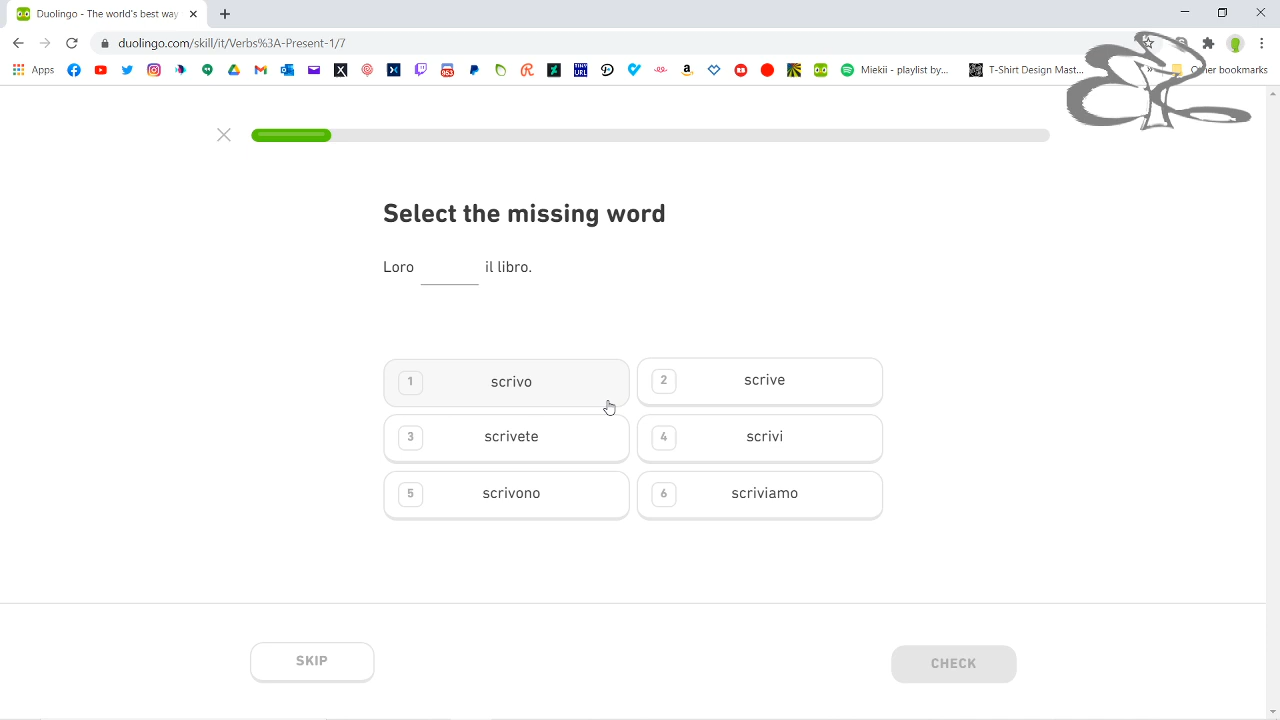 Duolingo - The world's best way
duolingo.com/skill/it/Verbs%3A-Present-1/7
Apps
Miekii - playlist by...
T-Shirt Design Mast...
Other bookmarks
Select the missing word
Loro ______ il libro.
1 scrivo
2 scrive
3 scrivete
4 scrivi
5 scrivono
6 scriviamo
SKIP
CHECK